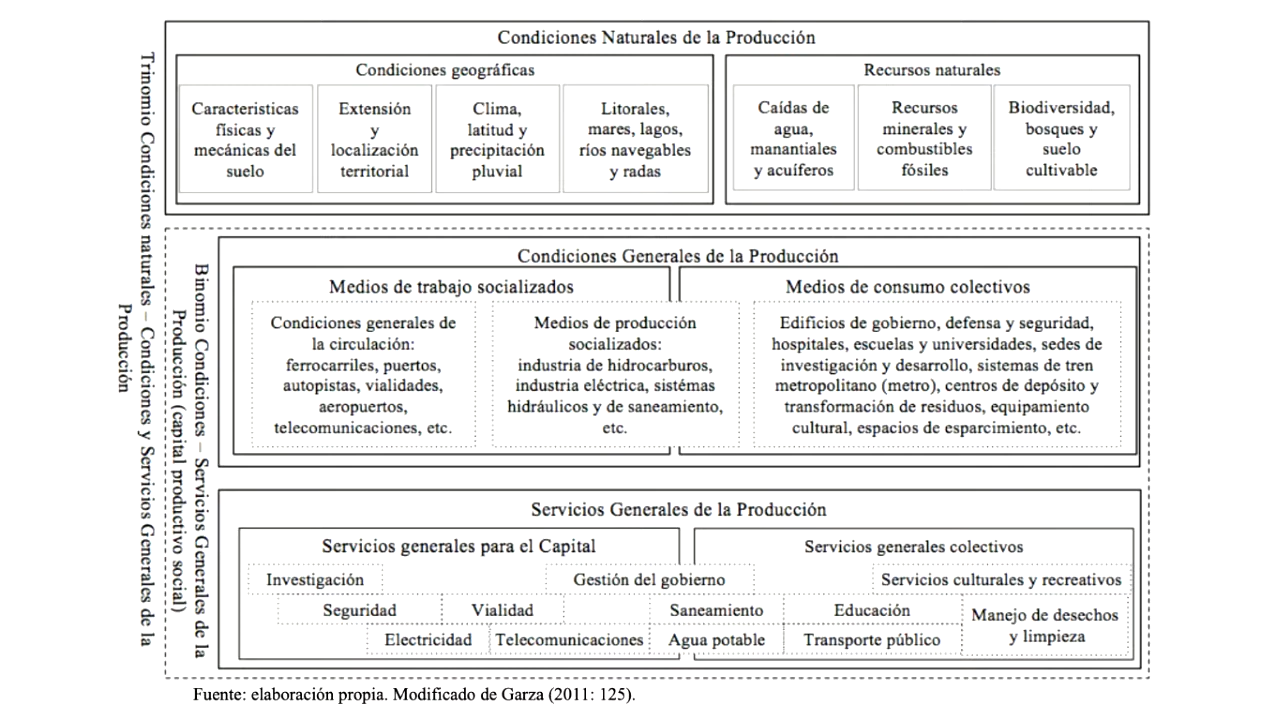 Condiciones Naturales de la Producción
Condiciones geográficas
Caracteristicas
físicas y
mecánicas del
suelo
Extensión
y
localización
territorial
Clima,
latitud y
precipitación
pluvial
Litorales,
mares, lagos,
ríos navegables
y radas
Recursos naturales
Caídas de
agua,
manantiales
y acuíferos
Recursos
minerales y
combustibles
fósiles
Biodiversidad,
bosques y
suelo
cultivable
Trinomio Condiciones naturales – Condiciones y Servicios Generales de la
Producción
Binomio Condiciones – Servicios Generales de la
Producción (capital productivo social)
Condiciones Generales de la Producción
Medios de trabajo socializados
Condiciones generales de
la circulación:
ferrocarriles, puertos,
autopistas, vialidades,
aeropuertos,
telecomunicaciones, etc.
Medios de producción
socializados:
industria de hidrocarburos,
industria eléctrica, sistémás
hidráulicos y de saneamiento,
etc.
Medios de consumo colectivos
Edificios de gobierno, defensa y seguridad,
hospitales, escuelas y universidades, sedes de
investigación y desarrollo, sistemas de tren
metropolitano (metro), centros de depósito y
transformación de residuos, equipamiento
cultural, espacios de esparcimiento, etc.
Servicios Generales de la Producción
Servicios generales para el Capital
Servicios generales colectivos
Investigación
Gestión del gobierno
Servicios culturales y recreativos
Seguridad
Vialidad
Saneamiento
Educación
Manejo de desechos
y limpieza
Electricidad
Telecomunicaciones
Agua potable
Transporte público
Fuente: elaboración propia. Modificado de Garza (2011: 125).